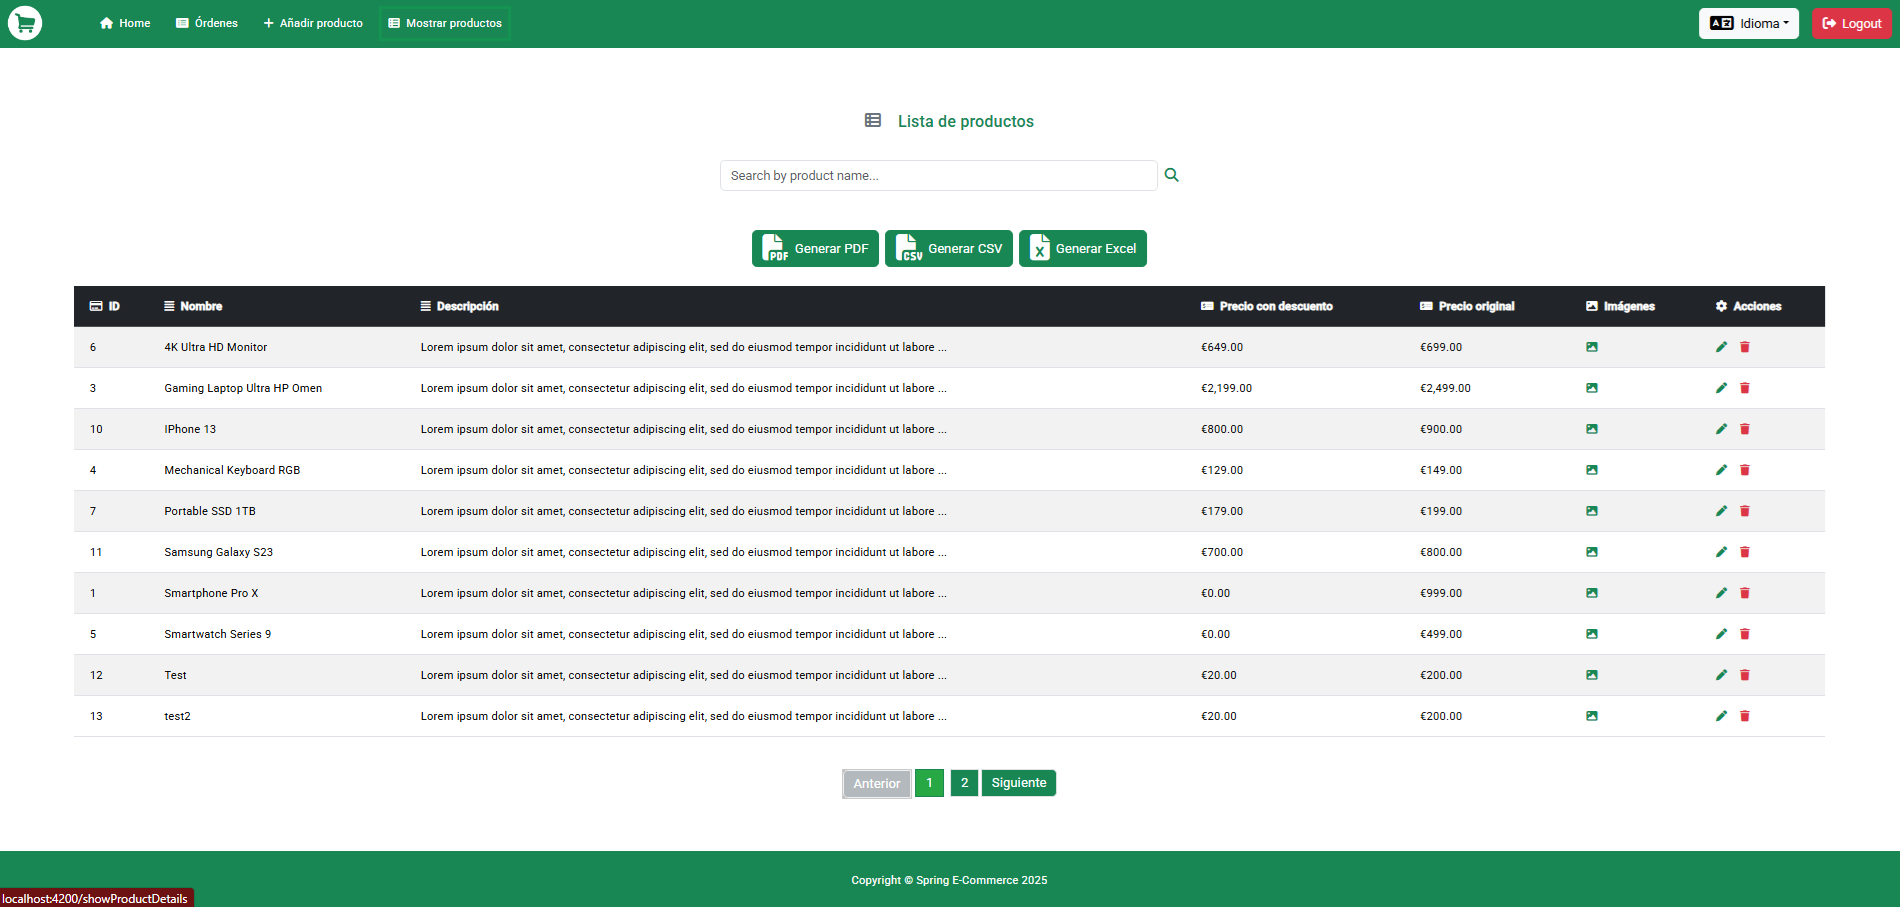 Home Órdenes Añadir producto Mostrar productos Idioma Logout
Lista de productos
Search by product name...
PDF Generar PDF CSV Generar CSV X Generar Excel
ID Nombre Descripción Precio con descuento Precio original Imágenes Acciones
6 4K Ultra HD Monitor Lorem ipsum dolor sit amet, consectetur adipiscing elit, sed do eiusmod tempor incididunt ut labore ... €649.00 €699.00
3 Gaming Laptop Ultra HP Omen Lorem ipsum dolor sit amet, consectetur adipiscing elit, sed do eiusmod tempor incididunt ut labore ... €2,199.00 €2,499.00
10 IPhone 13 Lorem ipsum dolor sit amet, consectetur adipiscing elit, sed do eiusmod tempor incididunt ut labore ... €800.00 €900.00
4 Mechanical Keyboard RGB Lorem ipsum dolor sit amet, consectetur adipiscing elit, sed do eiusmod tempor incididunt ut labore ... €129.00 €149.00
7 Portable SSD 1TB Lorem ipsum dolor sit amet, consectetur adipiscing elit, sed do eiusmod tempor incididunt ut labore ... €179.00 €199.00
11 Samsung Galaxy S23 Lorem ipsum dolor sit amet, consectetur adipiscing elit, sed do eiusmod tempor incididunt ut labore ... €700.00 €800.00
1 Smartphone Pro X Lorem ipsum dolor sit amet, consectetur adipiscing elit, sed do eiusmod tempor incididunt ut labore ... €0.00 €999.00
5 Smartwatch Series 9 Lorem ipsum dolor sit amet, consectetur adipiscing elit, sed do eiusmod tempor incididunt ut labore ... €0.00 €499.00
12 Test Lorem ipsum dolor sit amet, consectetur adipiscing elit, sed do eiusmod tempor incididunt ut labore ... €20.00 €200.00
13 test2 Lorem ipsum dolor sit amet, consectetur adipiscing elit, sed do eiusmod tempor incididunt ut labore ... €20.00 €200.00
Anterior 1 2 Siguiente
Copyright © Spring E-Commerce 2025
localhost:4200/showProductDetails